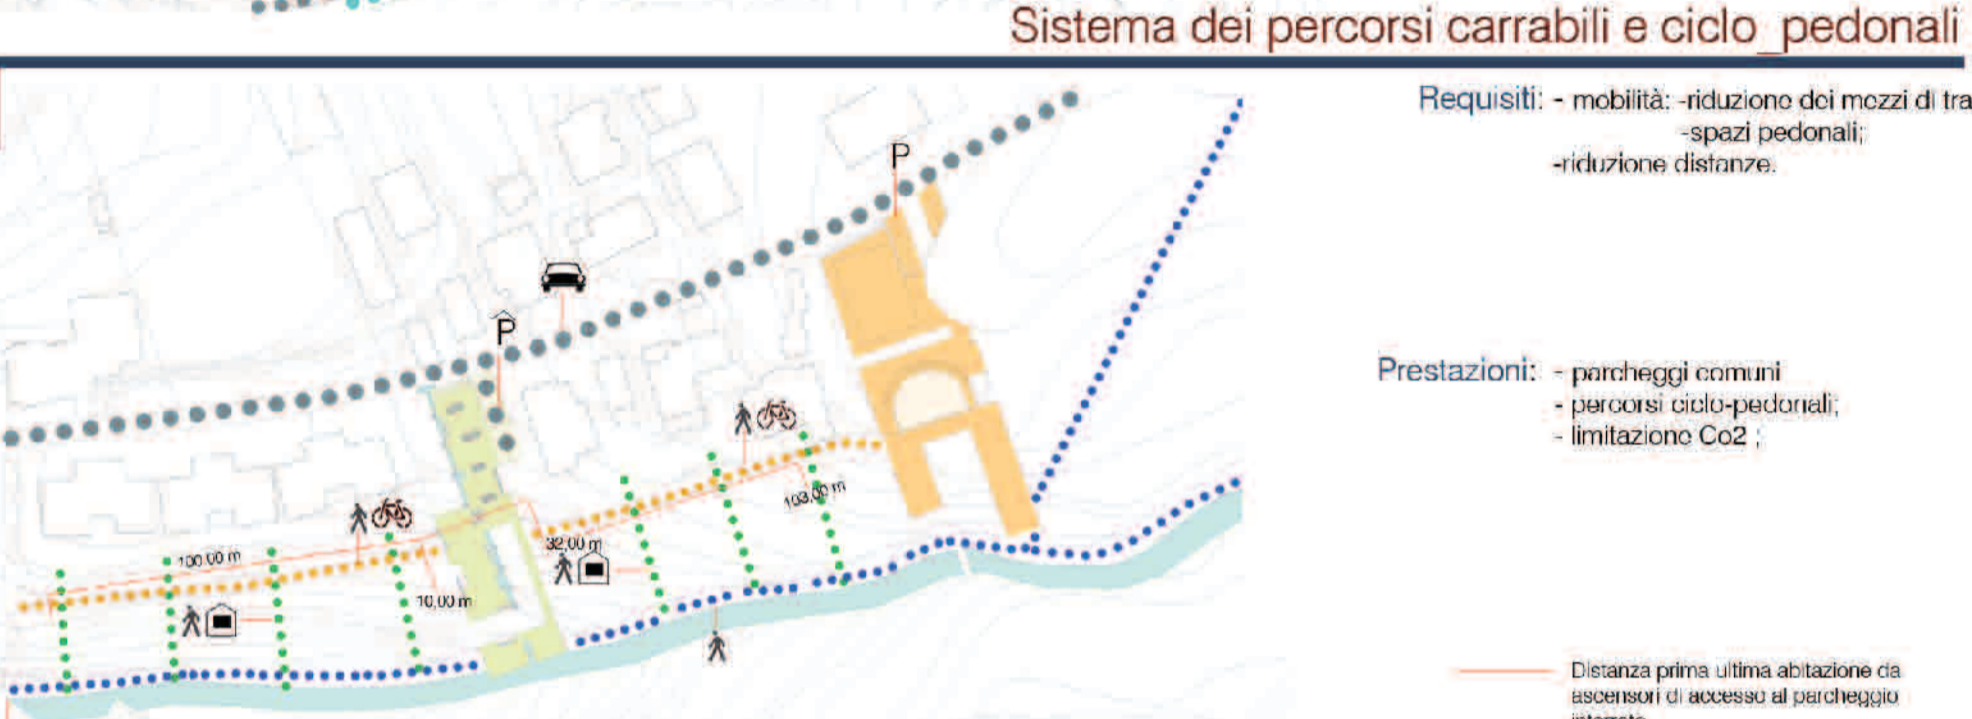 Sistema dei percorsi carrabili e ciclo_pedonali
Requisiti: - mobilità: -riduzione dei mezzi di tra
-spazi pedonali;
-riduzione distanze.
P
P
Prestazioni: - parcheggi comuni
- percorsi ciclo-pedonali;
- limitazione Co2 ;
103,00 m
32,00 m
100,00 m
10,00 m
Distanza prima ultima abitazione da
ascensori di accesso al parcheggio